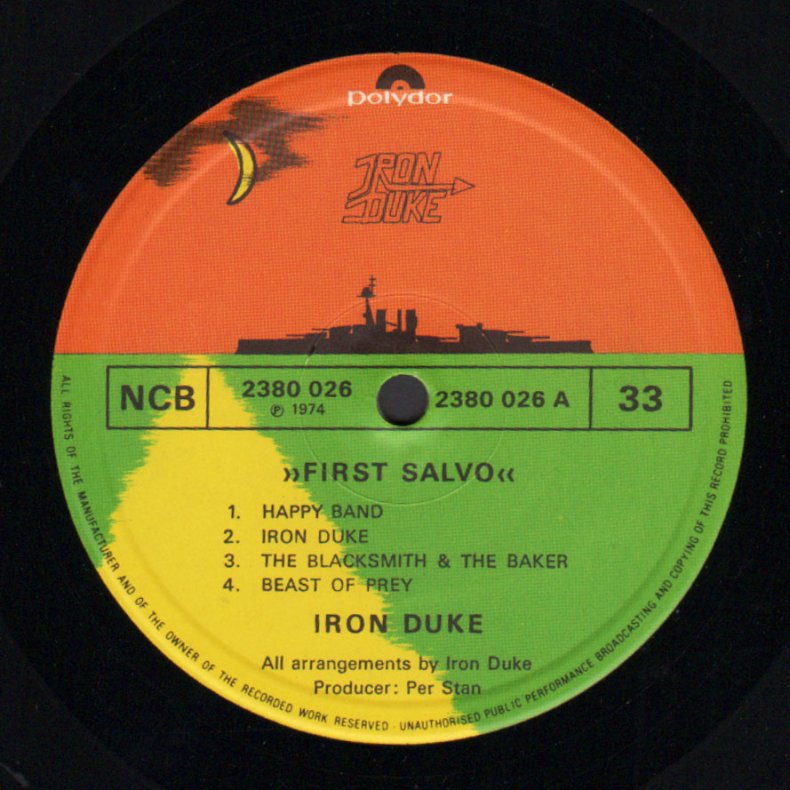 polydor
IRON
DUKE
NCB
2380 026
℗ 1974
2380 026 A
33
»FIRST SALVO«
1. HAPPY BAND
2. IRON DUKE
3. THE BLACKSMITH & THE BAKER
4. BEAST OF PREY
IRON DUKE
All arrangements by Iron Duke
Producer: Per Stan
ALL RIGHTS OF THE MANUFACTURER AND OF THE OWNER OF THE RECORDED WORK RESERVED · UNAUTHORISED PUBLIC PERFORMANCE BROADCASTING AND COPYING OF THIS RECORD PROHIBITED